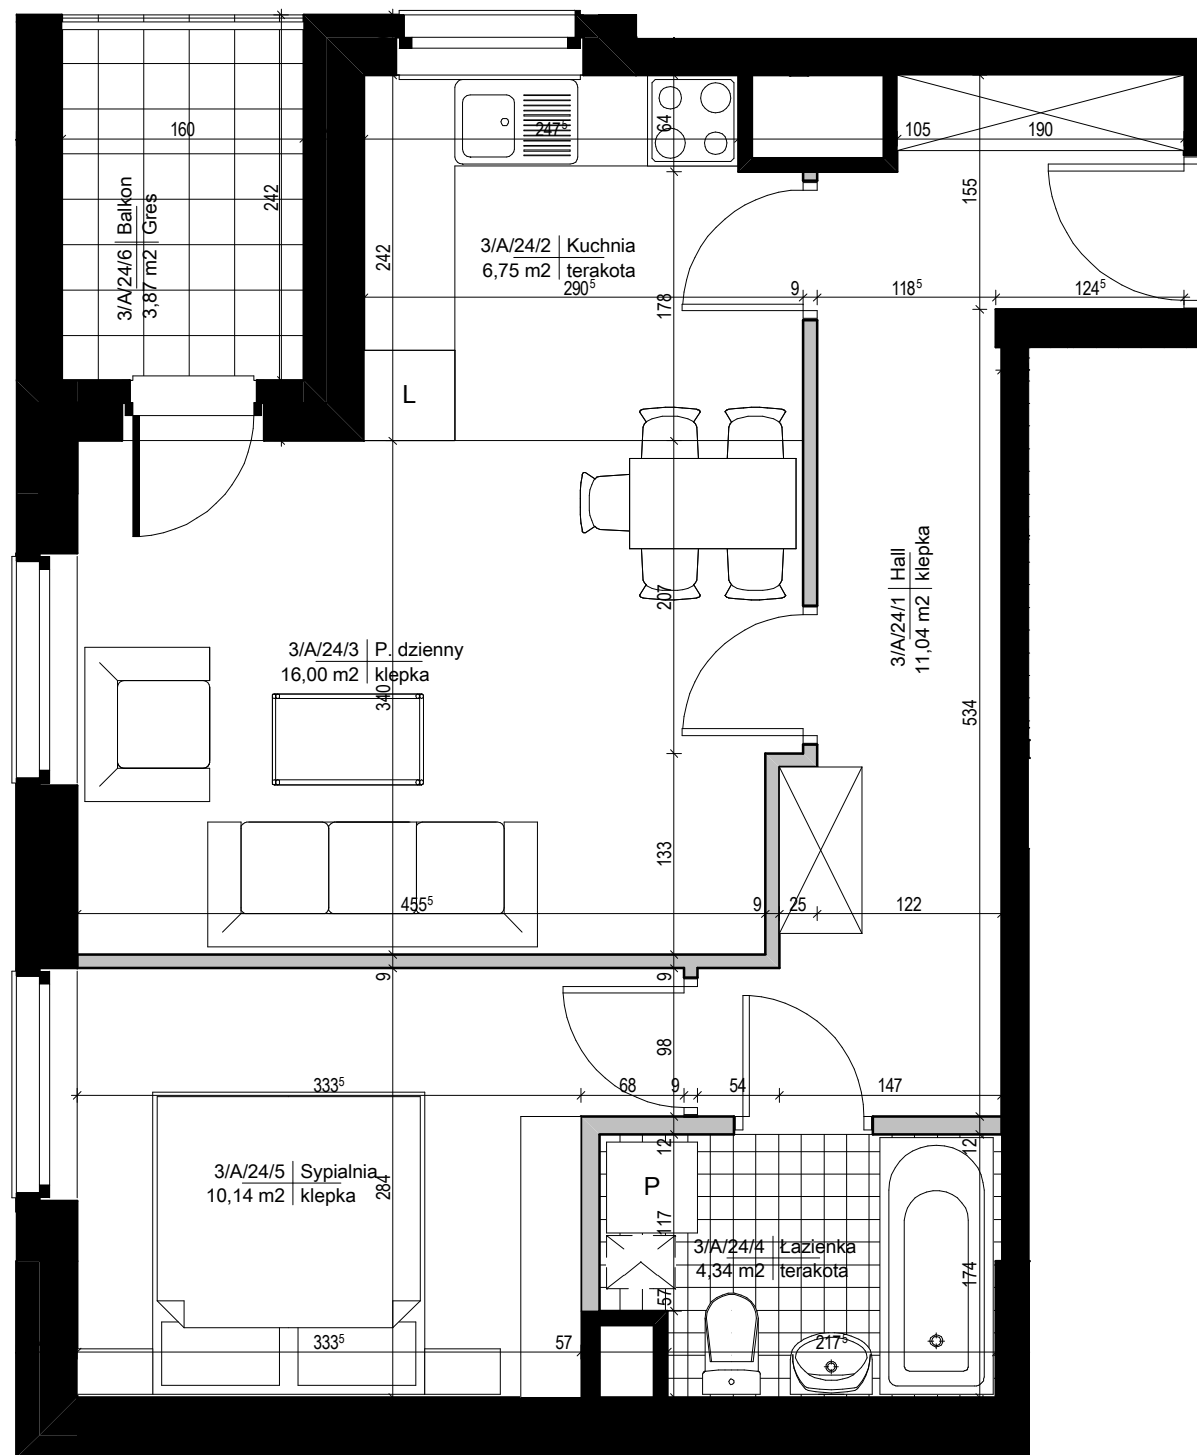 160
242
3/A/24/6 Balkon
3,87 m2 Gres
247⁵
64
105
190
155
3/A/24/2 Kuchnia
6,75 m2 terakota
242
290⁵
178
9
118⁵
124⁵
L
207
3/A/24/1 Hall
11,04 m2 klepka
3/A/24/3 P. dzienny
16,00 m2 klepka
340
534
133
455⁵
9
25
122
9
9
98
333⁵
68
9
54
147
12
12
P
3/A/24/5 Sypialnia
10,14 m2 klepka
284
117
3/A/24/4 Łazienka
4,34 m2 terakota
174
57
333⁵
57
217⁵